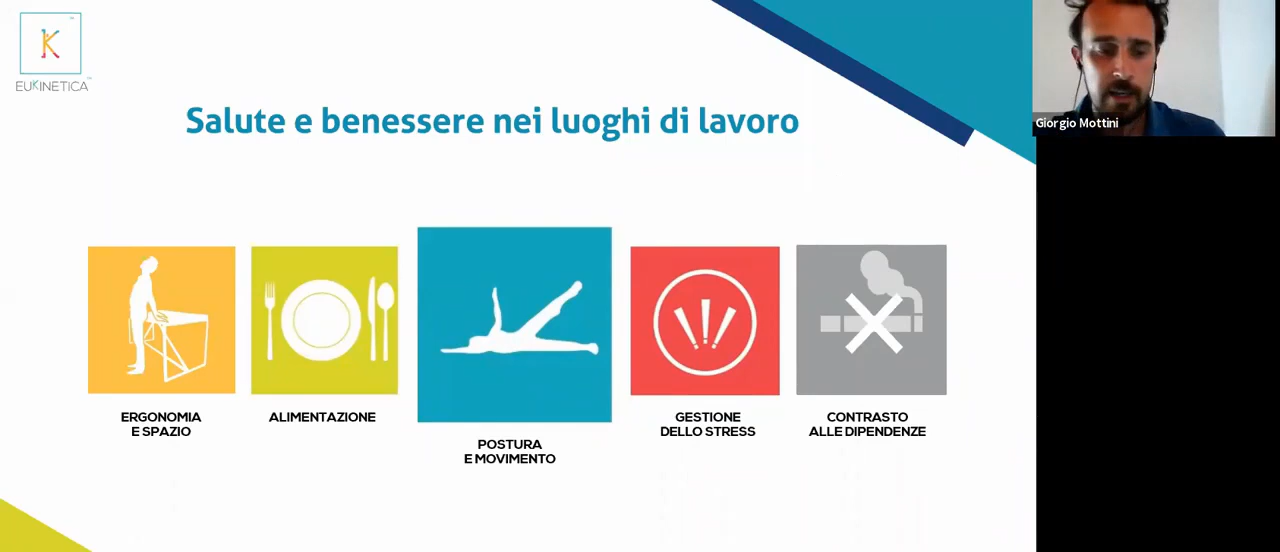 EUKINETICA
Salute e benessere nei luoghi di lavoro
Giorgio Mottini
ERGONOMIA
E SPAZIO
ALIMENTAZIONE
POSTURA
E MOVIMENTO
GESTIONE
DELLO STRESS
CONTRASTO
ALLE DIPENDENZE